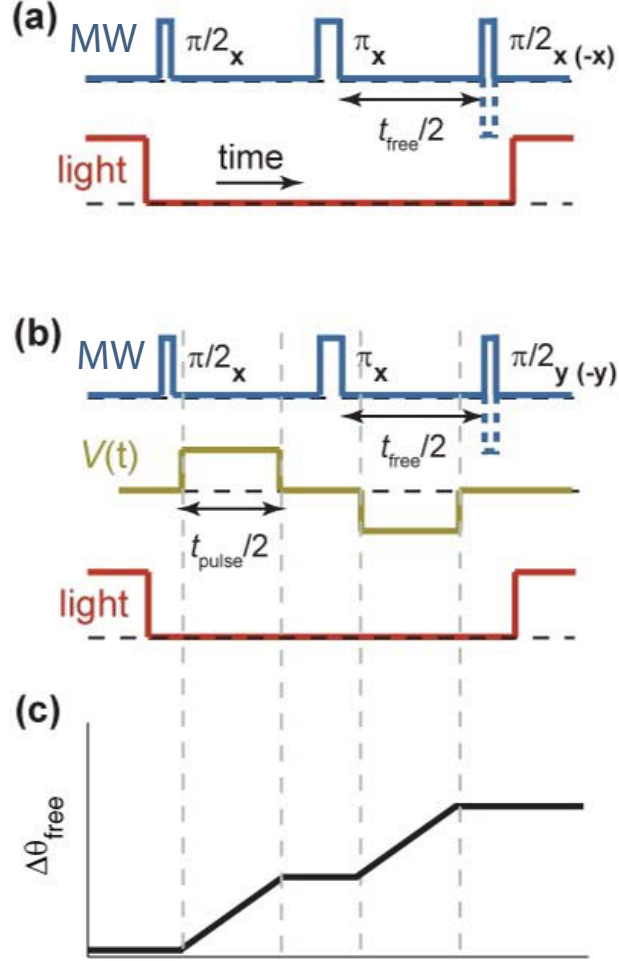 (a)
MW π/2x πx π/2x (-x)
tfree/2
light time
(b)
MW π/2x πx π/2y (-y)
tfree/2
V(t)
tpulse/2
light
(c)
Δθfree